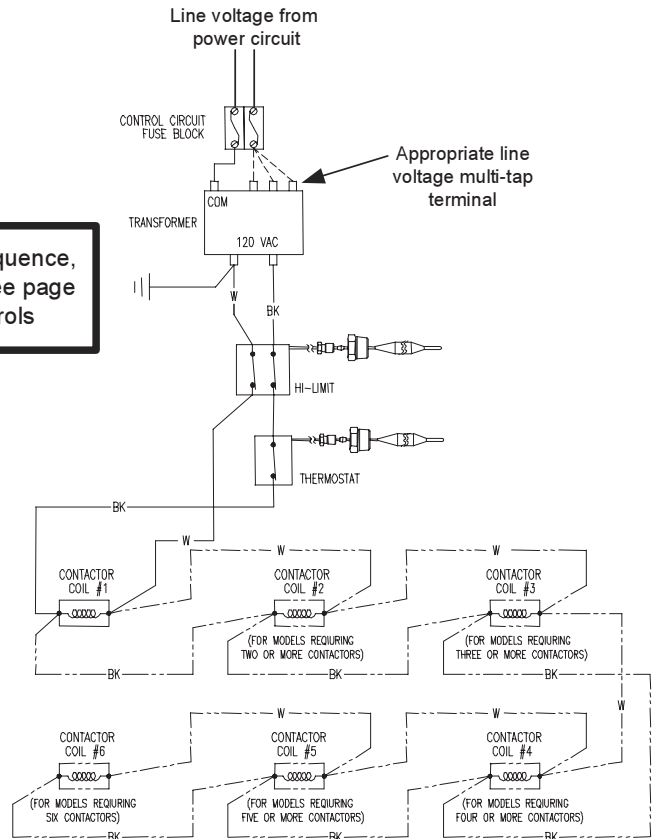 Line voltage from
power circuit
CONTROL CIRCUIT
FUSE BLOCK
Appropriate line
voltage multi-tap
terminal
COM
TRANSFORMER
120 VAC
quence,
ee page
rols
W
BK
HI-LIMIT
THERMOSTAT
BK
W
W
W
CONTACTOR
COIL #1
CONTACTOR
COIL #2
CONTACTOR
COIL #3
(FOR MODELS REQUIRING
TWO OR MORE CONTACTORS)
(FOR MODELS REQUIRING
THREE OR MORE CONTACTORS)
BK
BK
BK
W
W
W
CONTACTOR
COIL #6
CONTACTOR
COIL #5
CONTACTOR
COIL #4
(FOR MODELS REQUIRING
SIX CONTACTORS)
(FOR MODELS REQUIRING
FIVE OR MORE CONTACTORS)
(FOR MODELS REQUIRING
FOUR OR MORE CONTACTORS)
BK
BK
BK